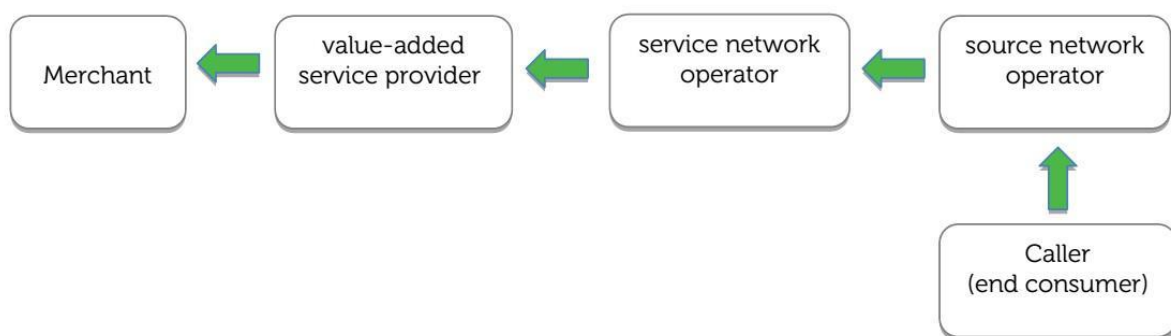 Merchant
value-added
service provider
service network
operator
source network
operator
Caller
(end consumer)